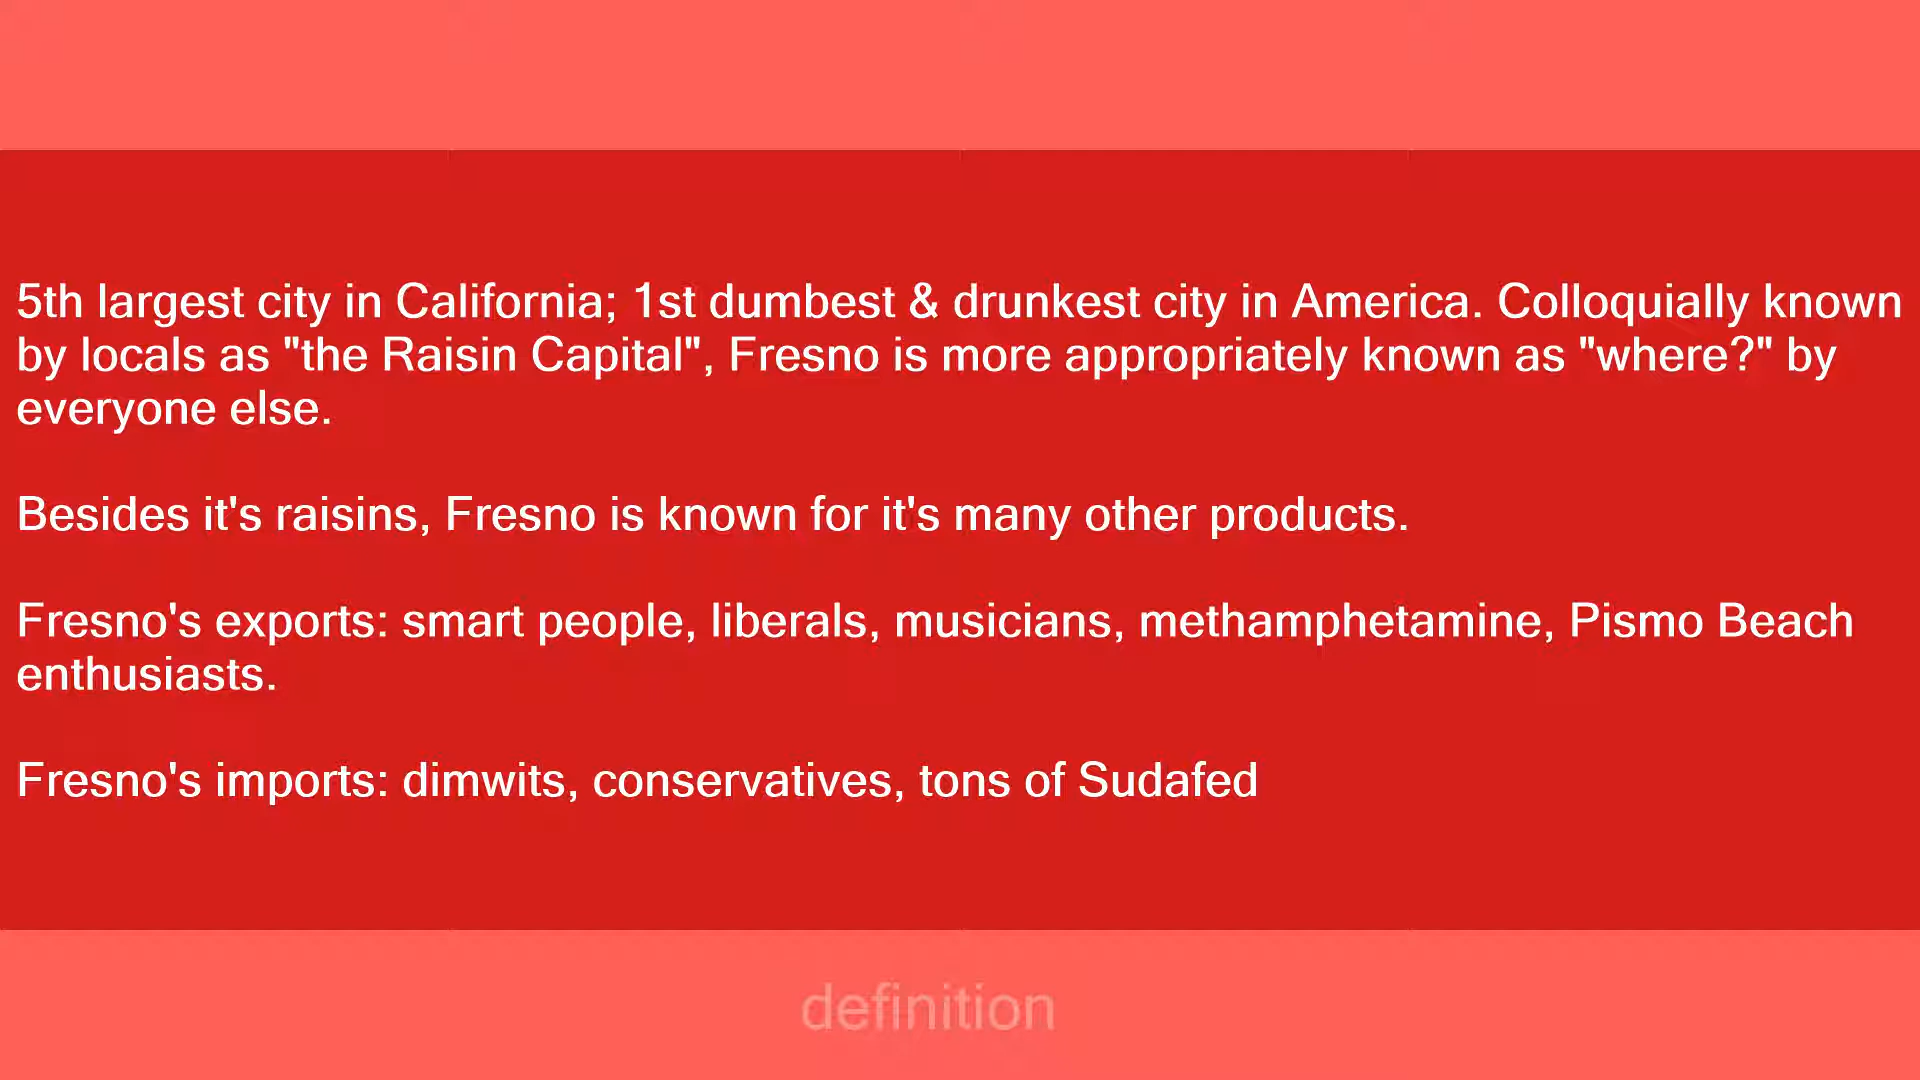 5th largest city in California; 1st dumbest & drunkest city in America. Colloquially known
by locals as "the Raisin Capital", Fresno is more appropriately known as "where?" by
everyone else.
Besides it's raisins, Fresno is known for it's many other products.
Fresno's exports: smart people, liberals, musicians, methamphetamine, Pismo Beach
enthusiasts.
Fresno's imports: dimwits, conservatives, tons of Sudafed
definition